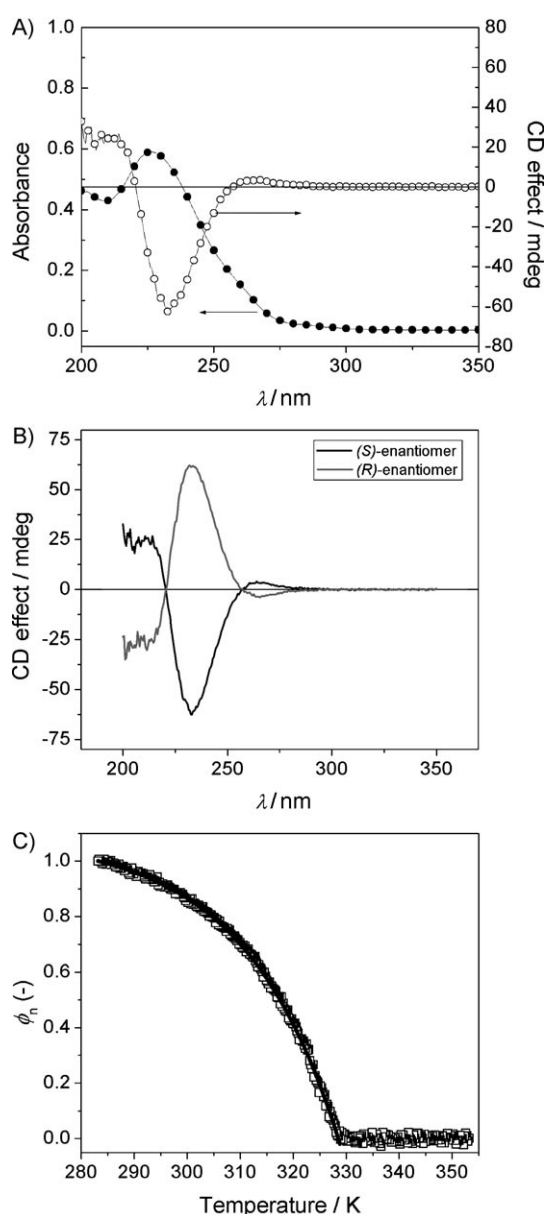 A)
1.0
0.8
0.6
0.4
0.2
0.0
Absorbance
80
60
40
20
0
-20
-40
-60
-80
CD effect / mdeg
200 250 300 350
λ / nm
B)
75
50
25
0
-25
-50
-75
CD effect / mdeg
(S)-enantiomer
(R)-enantiomer
200 250 300 350
λ / nm
C)
1.0
0.8
0.6
0.4
0.2
0.0
ϕn (-)
280 290 300 310 320 330 340 350
Temperature / K